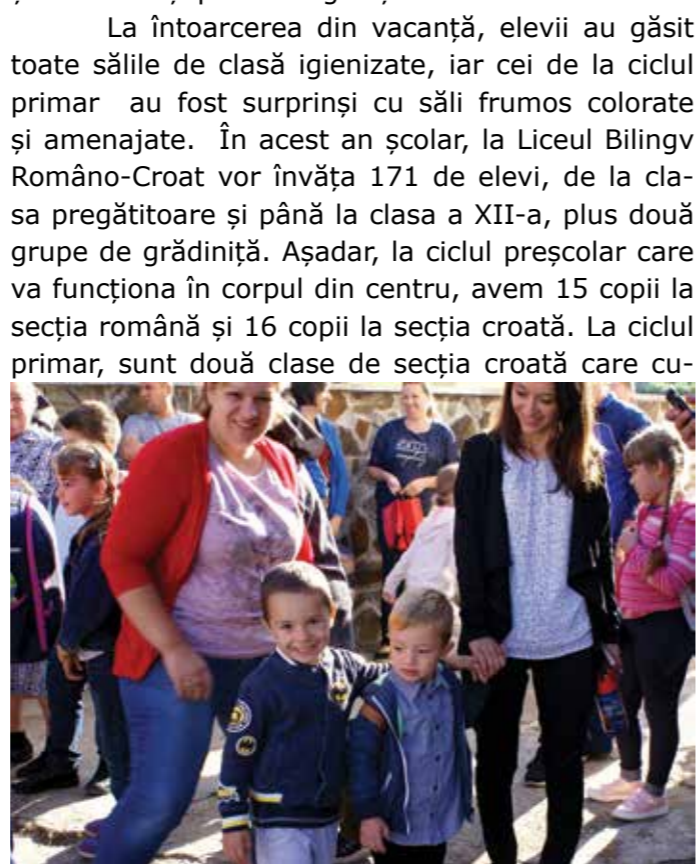 La întoarcerea din vacanță, elevii au găsit
toate sălile de clasă igienizate, iar cei de la ciclul
primar au fost surprinși cu săli frumos colorate
și amenajate. În acest an școlar, la Liceul Bilingv
Româno-Croat vor învăța 171 de elevi, de la cla-
sa pregătitoare și până la clasa a XII-a, plus două
grupe de grădiniță. Așadar, la ciclul preșcolar care
va funcționa în corpul din centru, avem 15 copii la
secția română și 16 copii la secția croată. La ciclul
primar, sunt două clase de secția croată care cu-